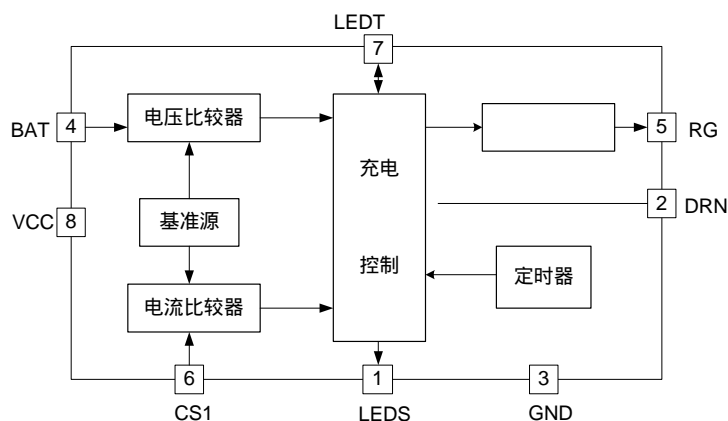 LEDT
7
BAT
4
电压比较器
5
RG
充电
2
DRN
VCC
8
基准源
控制
定时器
电流比较器
6
1
3
CS1
LEDS
GND